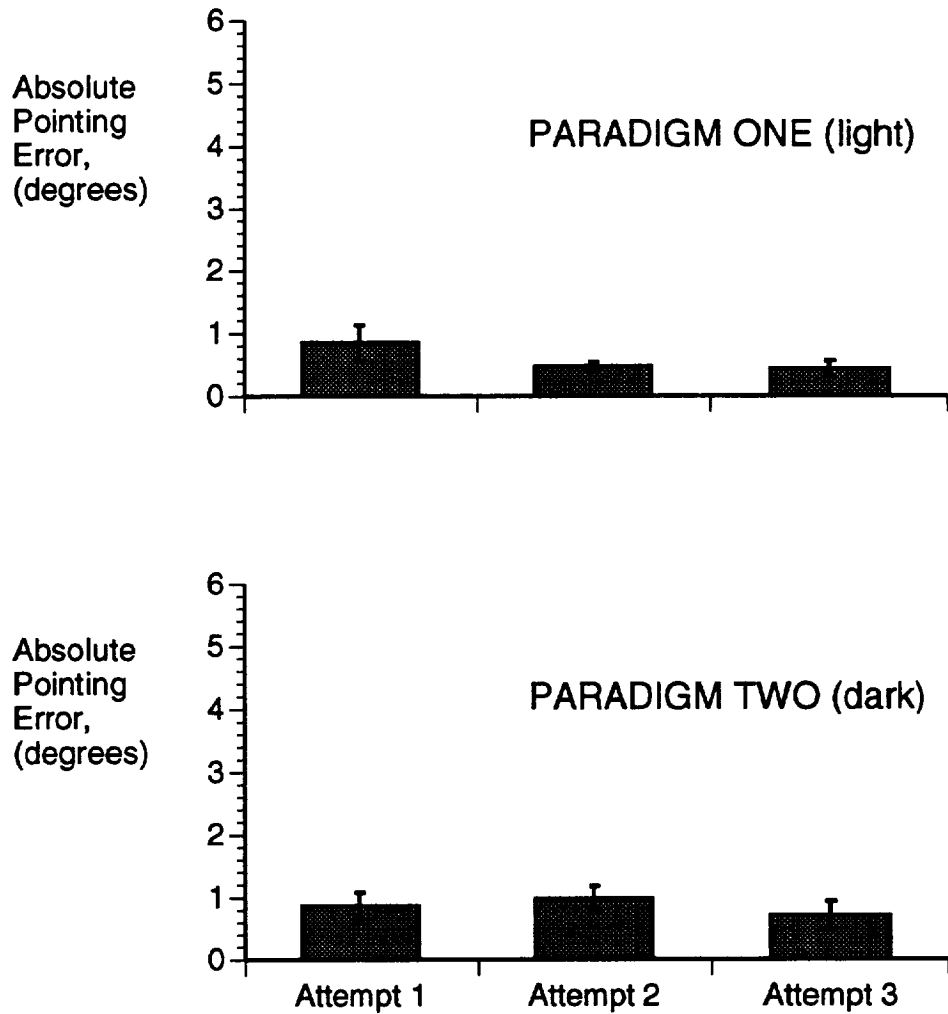 Absolute
Pointing
Error,
(degrees)
6
5
4
3
2
1
0
PARADIGM ONE (light)
Absolute
Pointing
Error,
(degrees)
6
5
4
3
2
1
0
PARADIGM TWO (dark)
Attempt 1 Attempt 2 Attempt 3